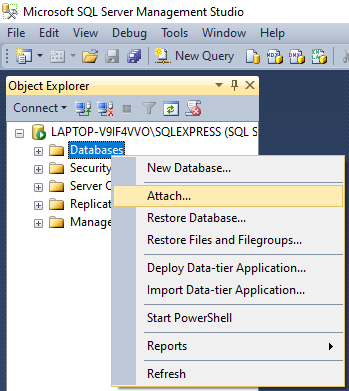 Microsoft SQL Server Management Studio
File Edit View Debug Tools Window Help
New Query
Object Explorer
Connect
LAPTOP-V9IF4VVO\SQLEXPRESS (SQL S
Databases
Security
Server O
Replicat
Manage
New Database...
Attach...
Restore Database...
Restore Files and Filegroups...
Deploy Data-tier Application...
Import Data-tier Application...
Start PowerShell
Reports
Refresh